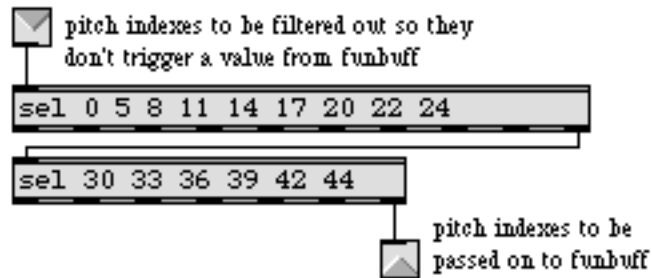 pitch indexes to be filtered out so they
don't trigger a value from funbuff
sel 0 5 8 11 14 17 20 22 24
sel 30 33 36 39 42 44
pitch indexes to be
passed on to funbuff